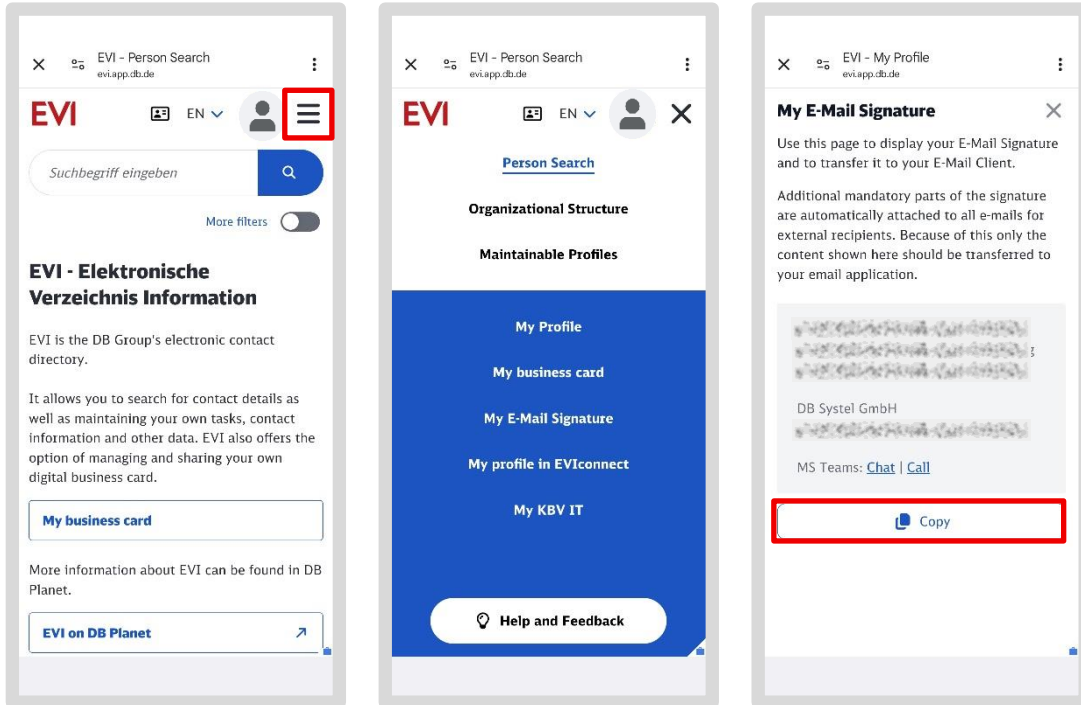 EVI - Person Search
evi.app.db.de
EVI
EN
Suchbegriff eingeben
More filters
EVI - Elektronische
Verzeichnis Information
EVI is the DB Group's electronic contact
directory.
It allows you to search for contact details as
well as maintaining your own tasks, contact
information and other data. EVI also offers the
option of managing and sharing your own
digital business card.
My business card
More information about EVI can be found in DB
Planet.
EVI on DB Planet
EVI - Person Search
evi.app.db.de
EVI
EN
Person Search
Organizational Structure
Maintainable Profiles
My Profile
My business card
My E-Mail Signature
My profile in EVIconnect
My KBV IT
Help and Feedback
EVI - My Profile
evi.app.db.de
My E-Mail Signature
Use this page to display your E-Mail Signature
and to transfer it to your E-Mail Client.
Additional mandatory parts of the signature
are automatically attached to all e-mails for
external recipients. Because of this only the
content shown here should be transferred to
your email application.
DB Systel GmbH
MS Teams: Chat | Call
Copy